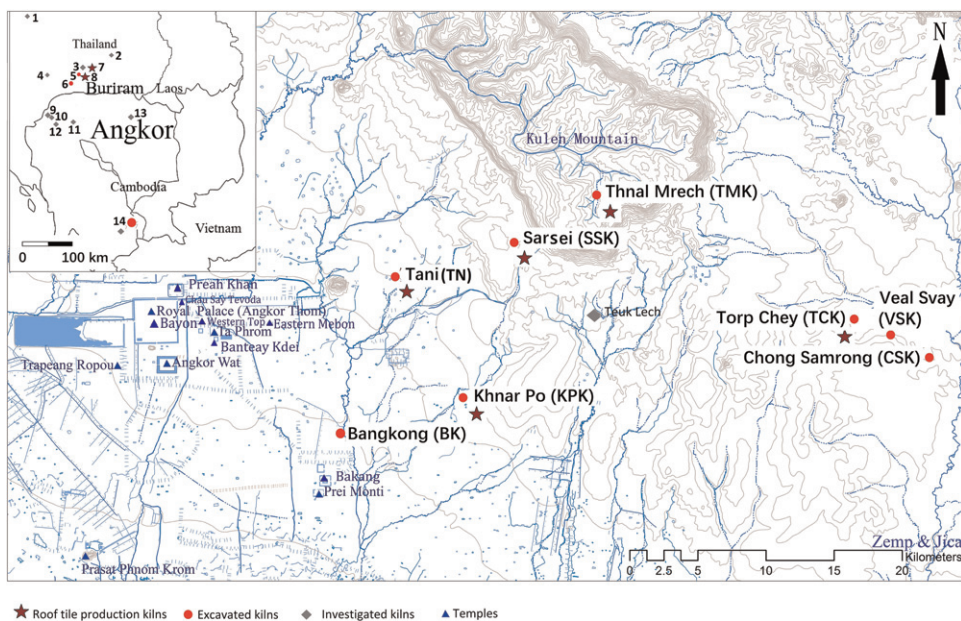 1
Thailand
2
3
7
4
5
8
6
Buriram
Laos
9
10
11
12
13
Angkor
Cambodia
14
Vietnam
0 100 km
N
Kulen Mountain
Thnal Mrech (TMK)
Sarsei (SSK)
Tani (TN)
Preah Khan
Chau Say Tevoda
Royal Palace (Angkor Thom)
Bayon
Western Top
Eastern Mebon
Ta Phrom
Banteay Kdei
Trapeang Ropou
Angkor Wat
Teuk Lech
Veal Svay
(VSK)
Torp Chey (TCK)
Chong Samrong (CSK)
Khnar Po (KPK)
Bangkong (BK)
Bakang
Prei Monti
Prasat Phnom Krom
Zemp & Jica
Kilometers
0 2.5 5 10 15 20
Roof tile production kilns
Excavated kilns
Investigated kilns
Temples